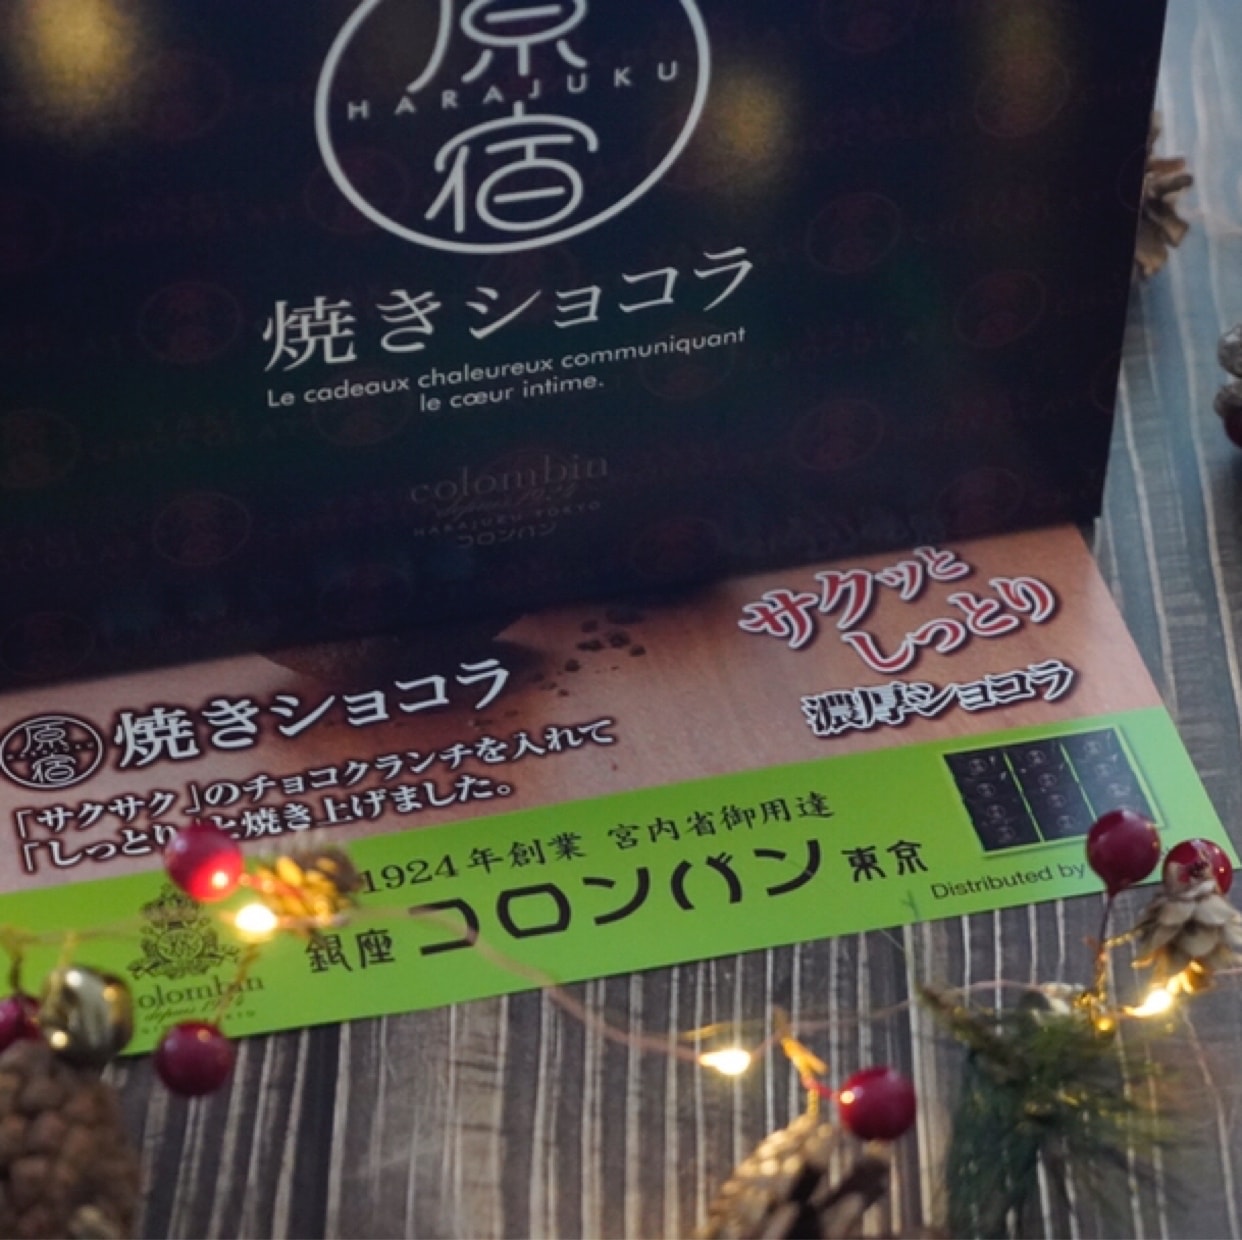 原
HARAJUKU
宿
焼きショコラ
Le cadeaux chaleureux communiquant
le cœur intime.
colombin
depuis 1924
HARAJUKU TOKYO
コロンバン
サクッと
しっとり
濃厚ショコラ
原宿 焼きショコラ
「サクサク」のチョコクランチを入れて
「しっとり」と焼き上げました。
1924年創業 宮内省御用達
銀座 コロンバン 東京
Distributed by
olombin
depuis 1924